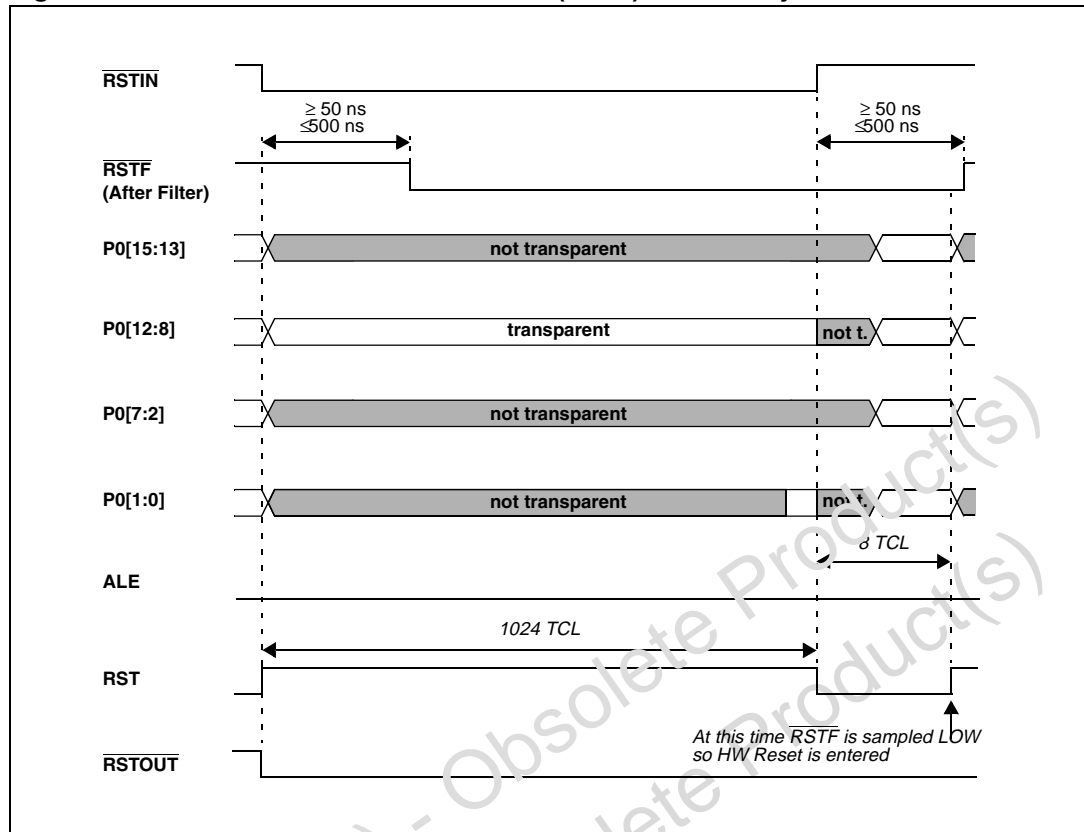 RSTIN
≥ 50 ns
≤500 ns
≥ 50 ns
≤500 ns
RSTF
(After Filter)
P0[15:13]
not transparent
P0[12:8]
transparent
not t.
P0[7:2]
not transparent
P0[1:0]
not transparent
not t.
8 TCL
ALE
1024 TCL
RST
At this time RSTF is sampled LOW
so HW Reset is entered
RSTOUT
- Obsolete Product(s)
Obsolete Product(s)